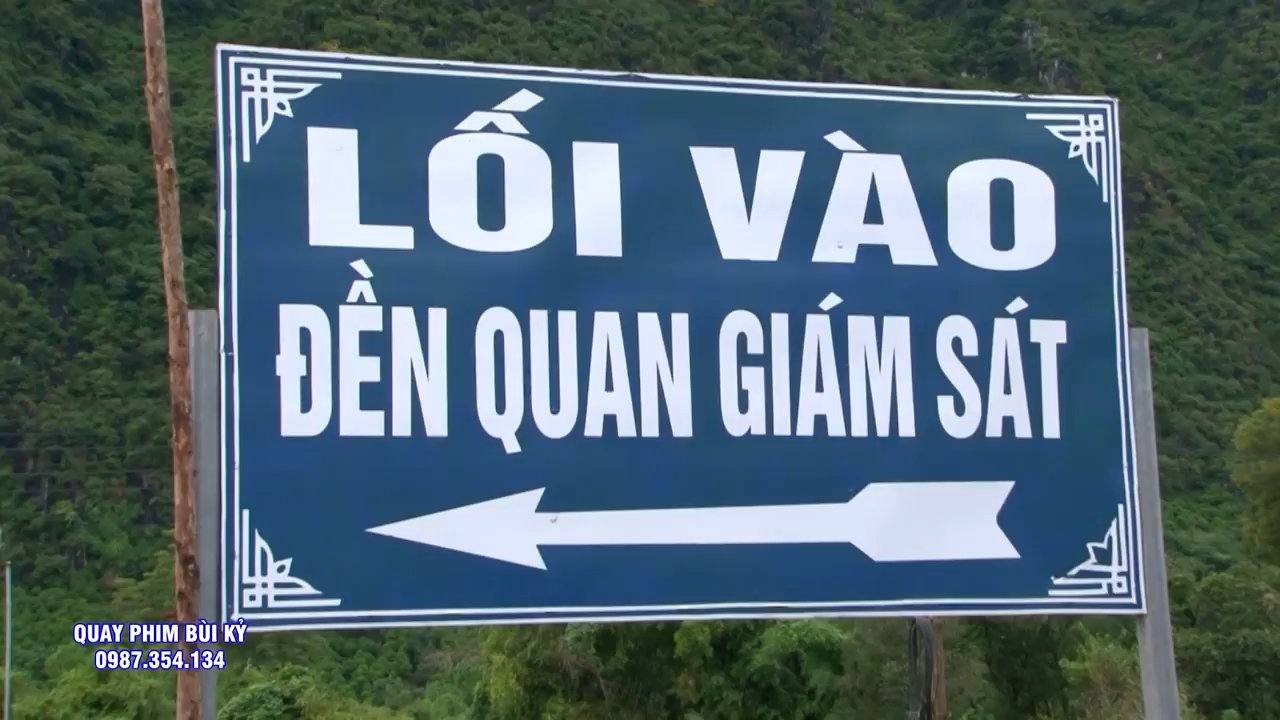 LỐI VÀO
ĐỀN QUAN GIÁM SÁT
QUAY PHIM BÙI KỶ
0987.354.134